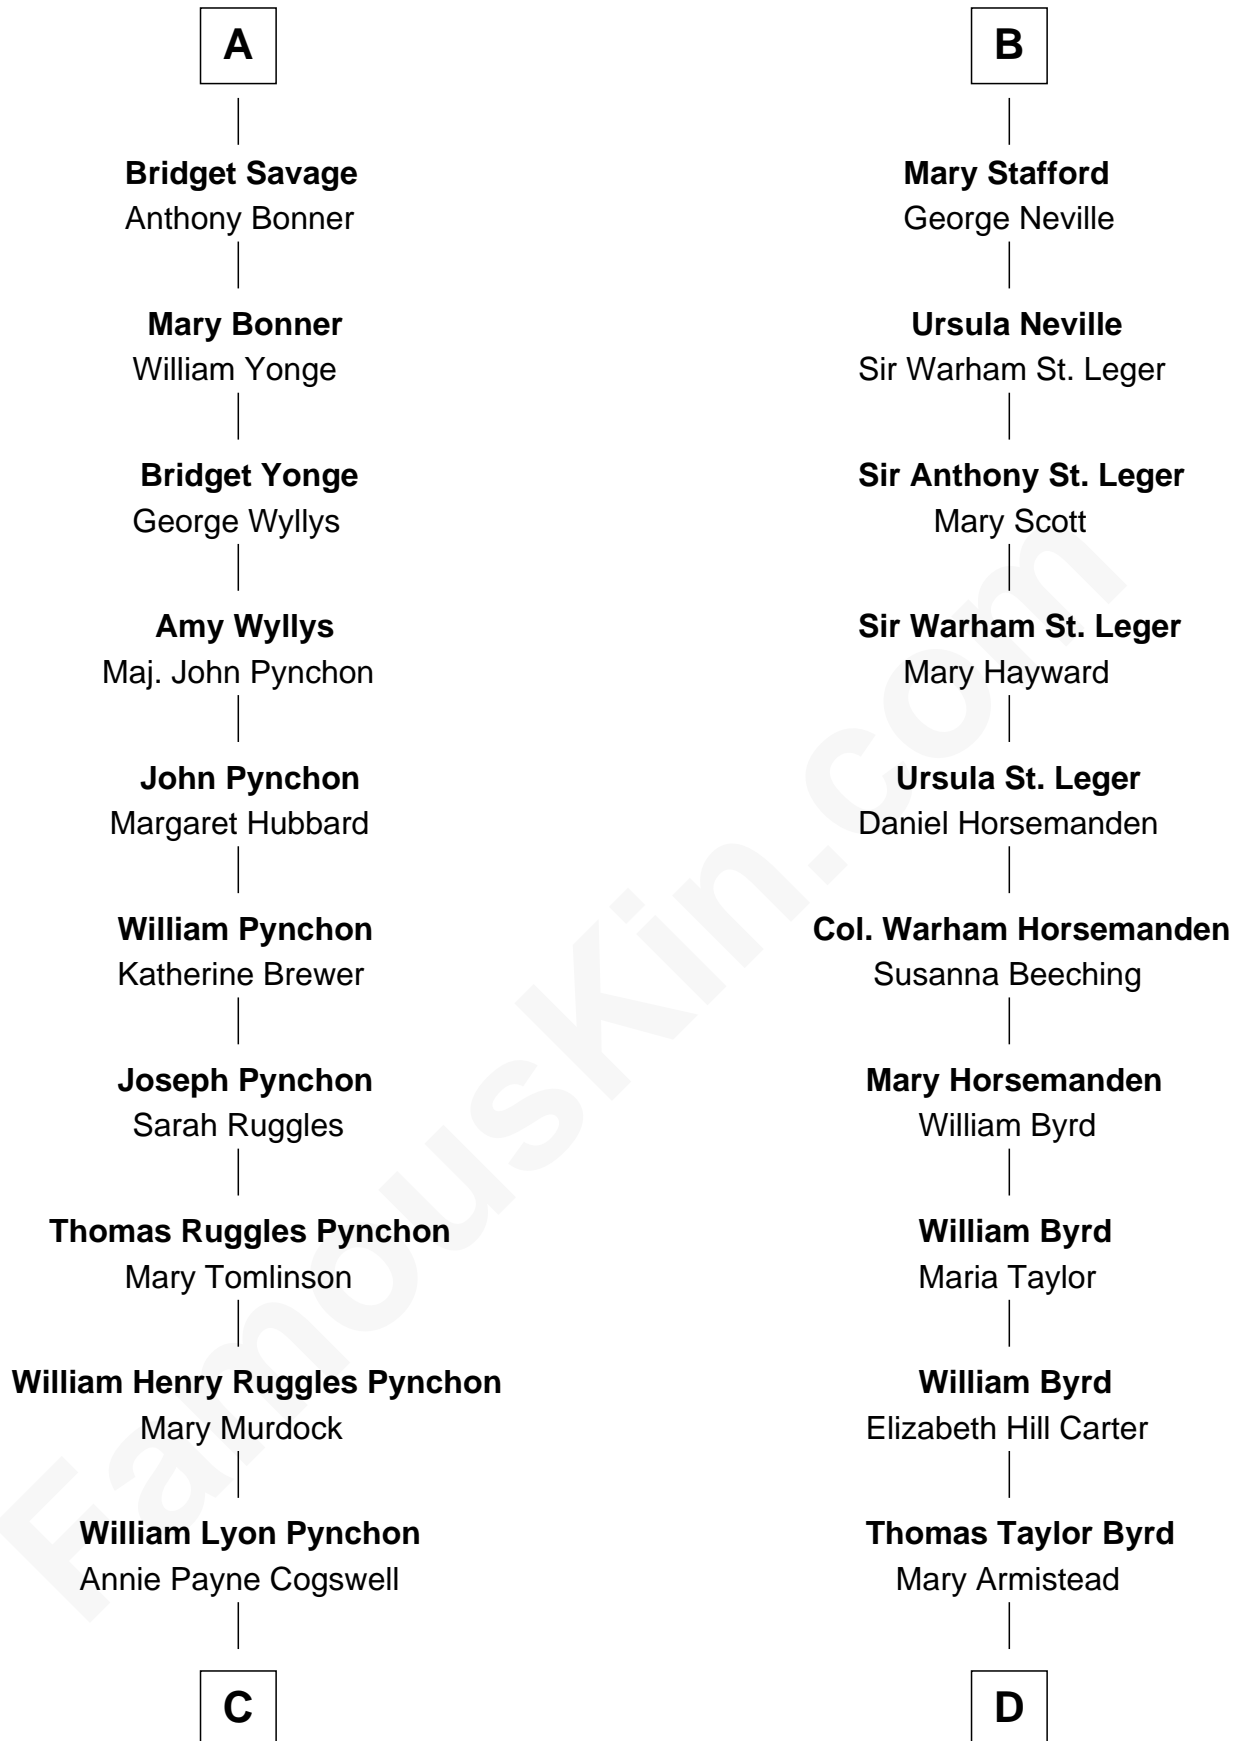 A
Bridget Savage
Anthony Bonner
Mary Bonner
William Yonge
Bridget Yonge
George Wyllys
Amy Wyllys
Maj. John Pynchon
John Pynchon
Margaret Hubbard
William Pynchon
Katherine Brewer
Joseph Pynchon
Sarah Ruggles
Thomas Ruggles Pynchon
Mary Tomlinson
William Henry Ruggles Pynchon
Mary Murdock
William Lyon Pynchon
Annie Payne Cogswell
C
B
Mary Stafford
George Neville
Ursula Neville
Sir Warham St. Leger
Sir Anthony St. Leger
Mary Scott
Sir Warham St. Leger
Mary Hayward
Ursula St. Leger
Daniel Horsemanden
Col. Warham Horsemanden
Susanna Beeching
Mary Horsemanden
William Byrd
William Byrd
Maria Taylor
William Byrd
Elizabeth Hill Carter
Thomas Taylor Byrd
Mary Armistead
D
FamousKin.com